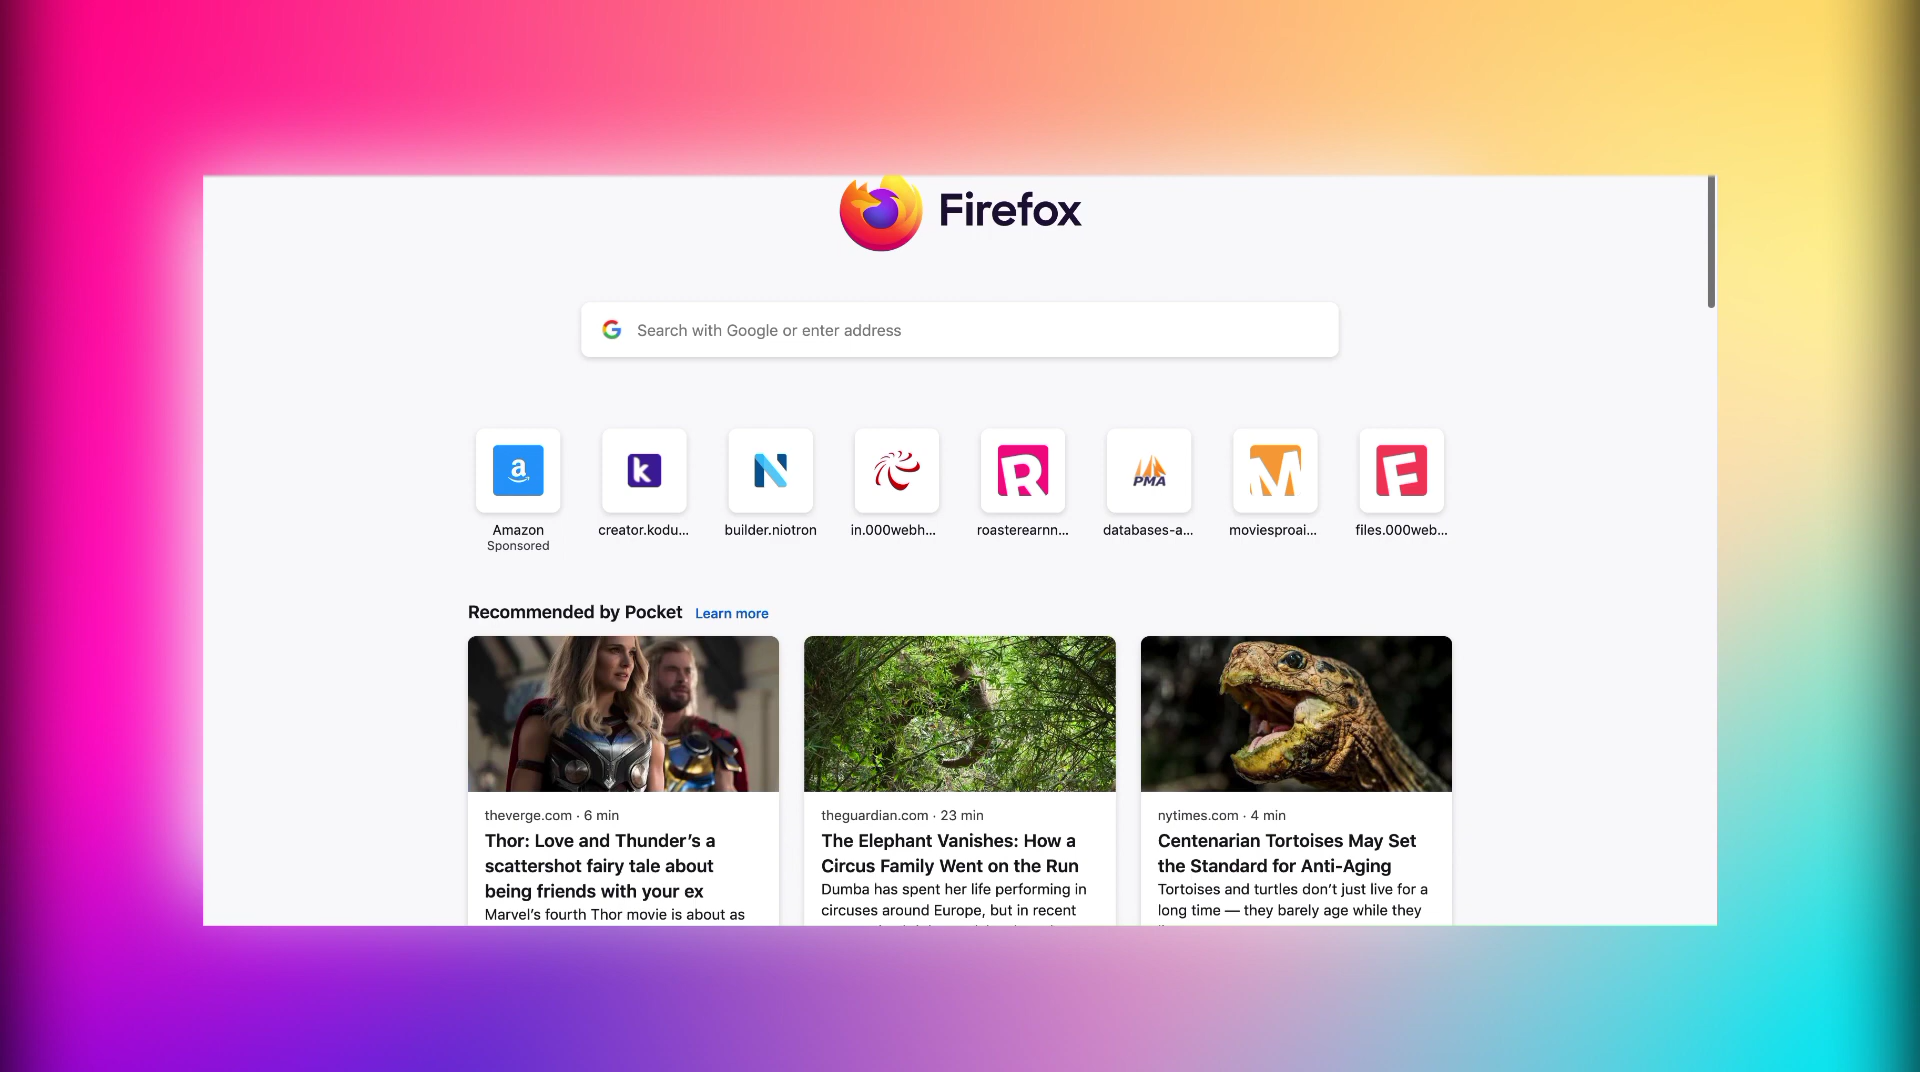 Firefox
Search with Google or enter address
a
k
N
R
PMA
M
F
Amazon
Sponsored
creator.kodu...
builder.niotron
in.000webh...
roasterearnn...
databases-a...
moviesproai...
files.000web...
Recommended by Pocket Learn more
theverge.com · 6 min
Thor: Love and Thunder’s a
scattershot fairy tale about
being friends with your ex
Marvel’s fourth Thor movie is about as
theguardian.com · 23 min
The Elephant Vanishes: How a
Circus Family Went on the Run
Dumba has spent her life performing in
circuses around Europe, but in recent
nytimes.com · 4 min
Centenarian Tortoises May Set
the Standard for Anti-Aging
Tortoises and turtles don’t just live for a
long time — they barely age while they